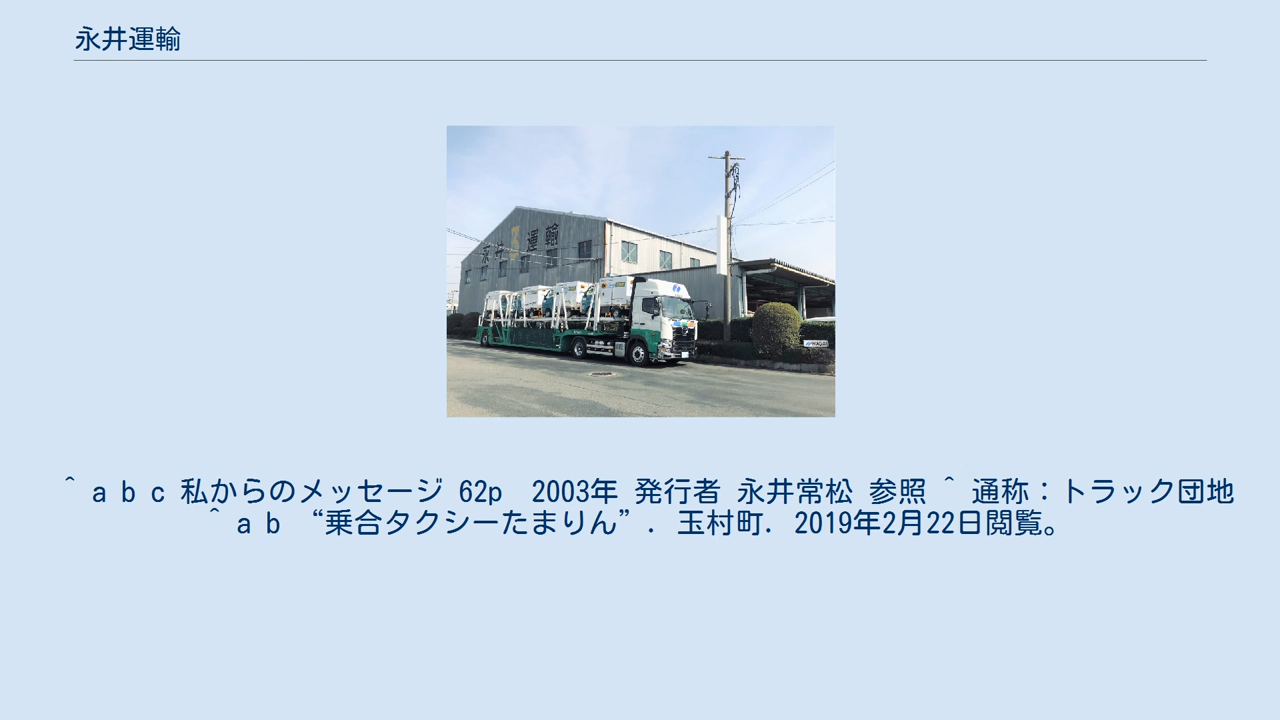 永井運輸
永井 運輸
^ a b c 私からのメッセージ 62p　2003年 発行者 永井常松 参照 ^ 通称：トラック団地
^ a b “乗合タクシーたまりん”. 玉村町. 2019年2月22日閲覧。